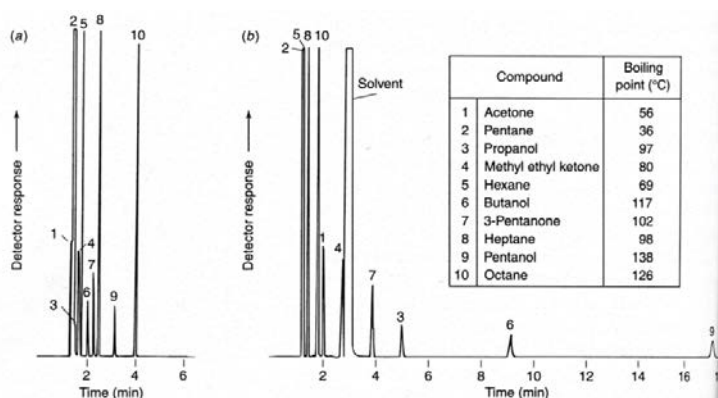 (a)
2 5 8
10
1
4
7
6
3
9
Detector response
2 4 6
Time (min)
(b)
5 8 10
2
Solvent
1
4
7
3
6
9
Detector response
2 4 6 8 10 12 14 16 1
Time (min)
Compound Boiling point (°C)
1 Acetone 56
2 Pentane 36
3 Propanol 97
4 Methyl ethyl ketone 80
5 Hexane 69
6 Butanol 117
7 3-Pentanone 102
8 Heptane 98
9 Pentanol 138
10 Octane 126